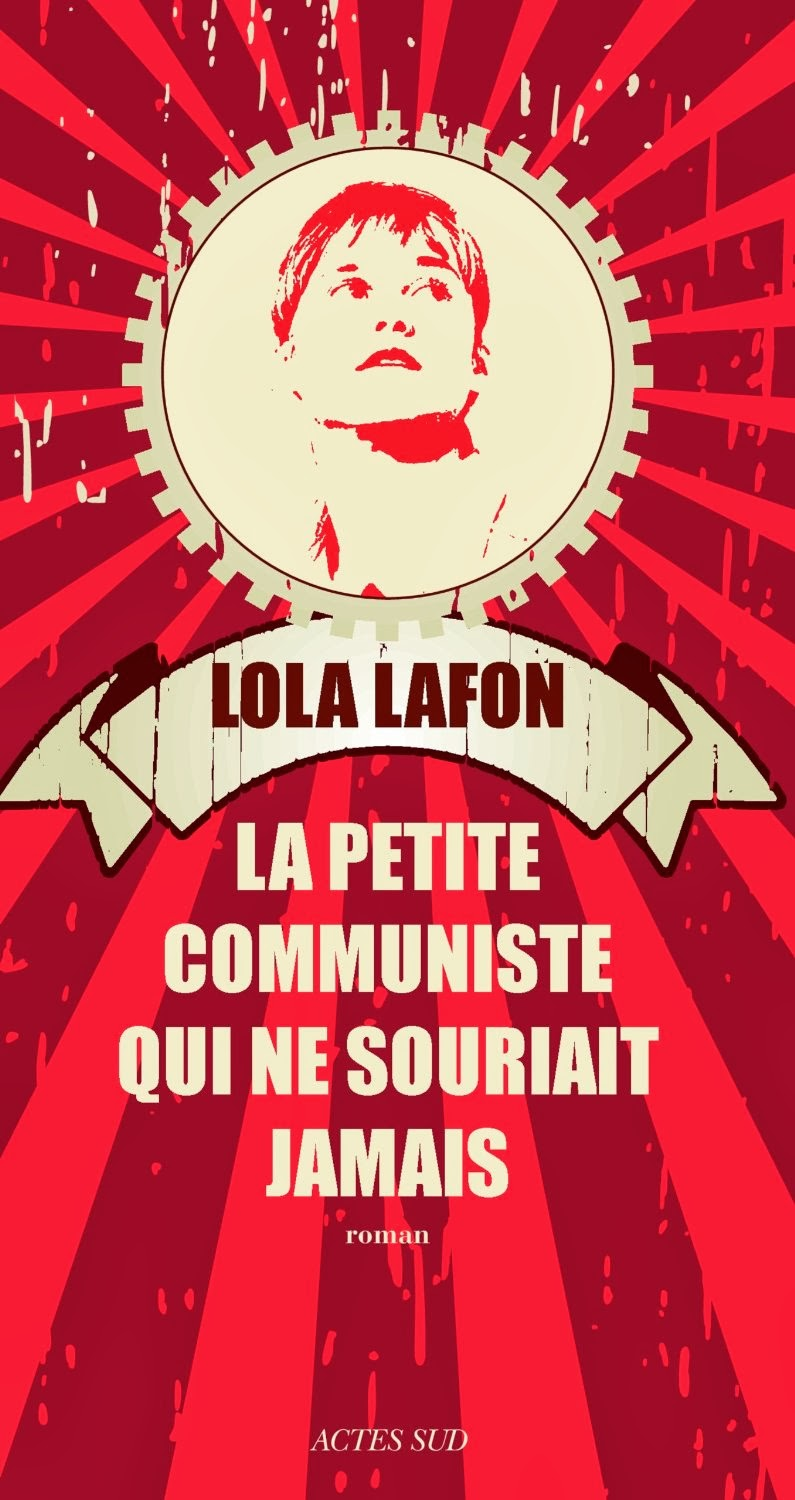 LOLA LAFON
LA PETITE
COMMUNISTE
QUI NE SOURIAIT
JAMAIS
roman
ACTES SUD